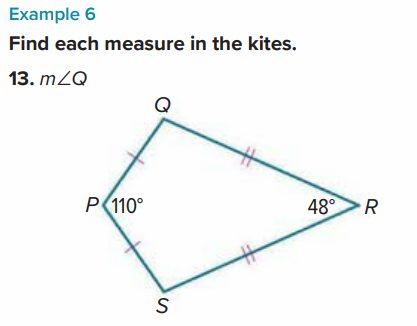 Example 6
Find each measure in the kites.
13. m∠Q
Q
P 110° 48° R
S